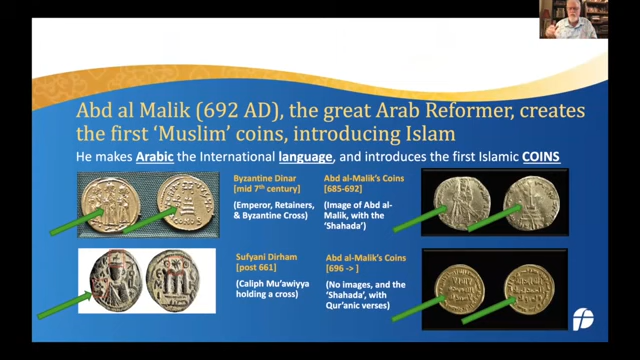 Abd al Malik (692 AD), the great Arab Reformer, creates
the first ‘Muslim’ coins, introducing Islam
He makes Arabic the International language, and introduces the first Islamic COINS
Byzantine Dinar
[mid 7th century]
(Emperor, Retainers,
& Byzantine Cross)
Abd al-Malik's Coins
[685-692]
(Image of Abd al-
Malik, with the
‘Shahada’)
Sufyani Dirham
[post 661]
(Caliph Mu'awiyya
holding a cross)
Abd al-Malik's Coins
[696 -> ]
(No images, and the
‘Shahada’, with
Qur'anic verses)